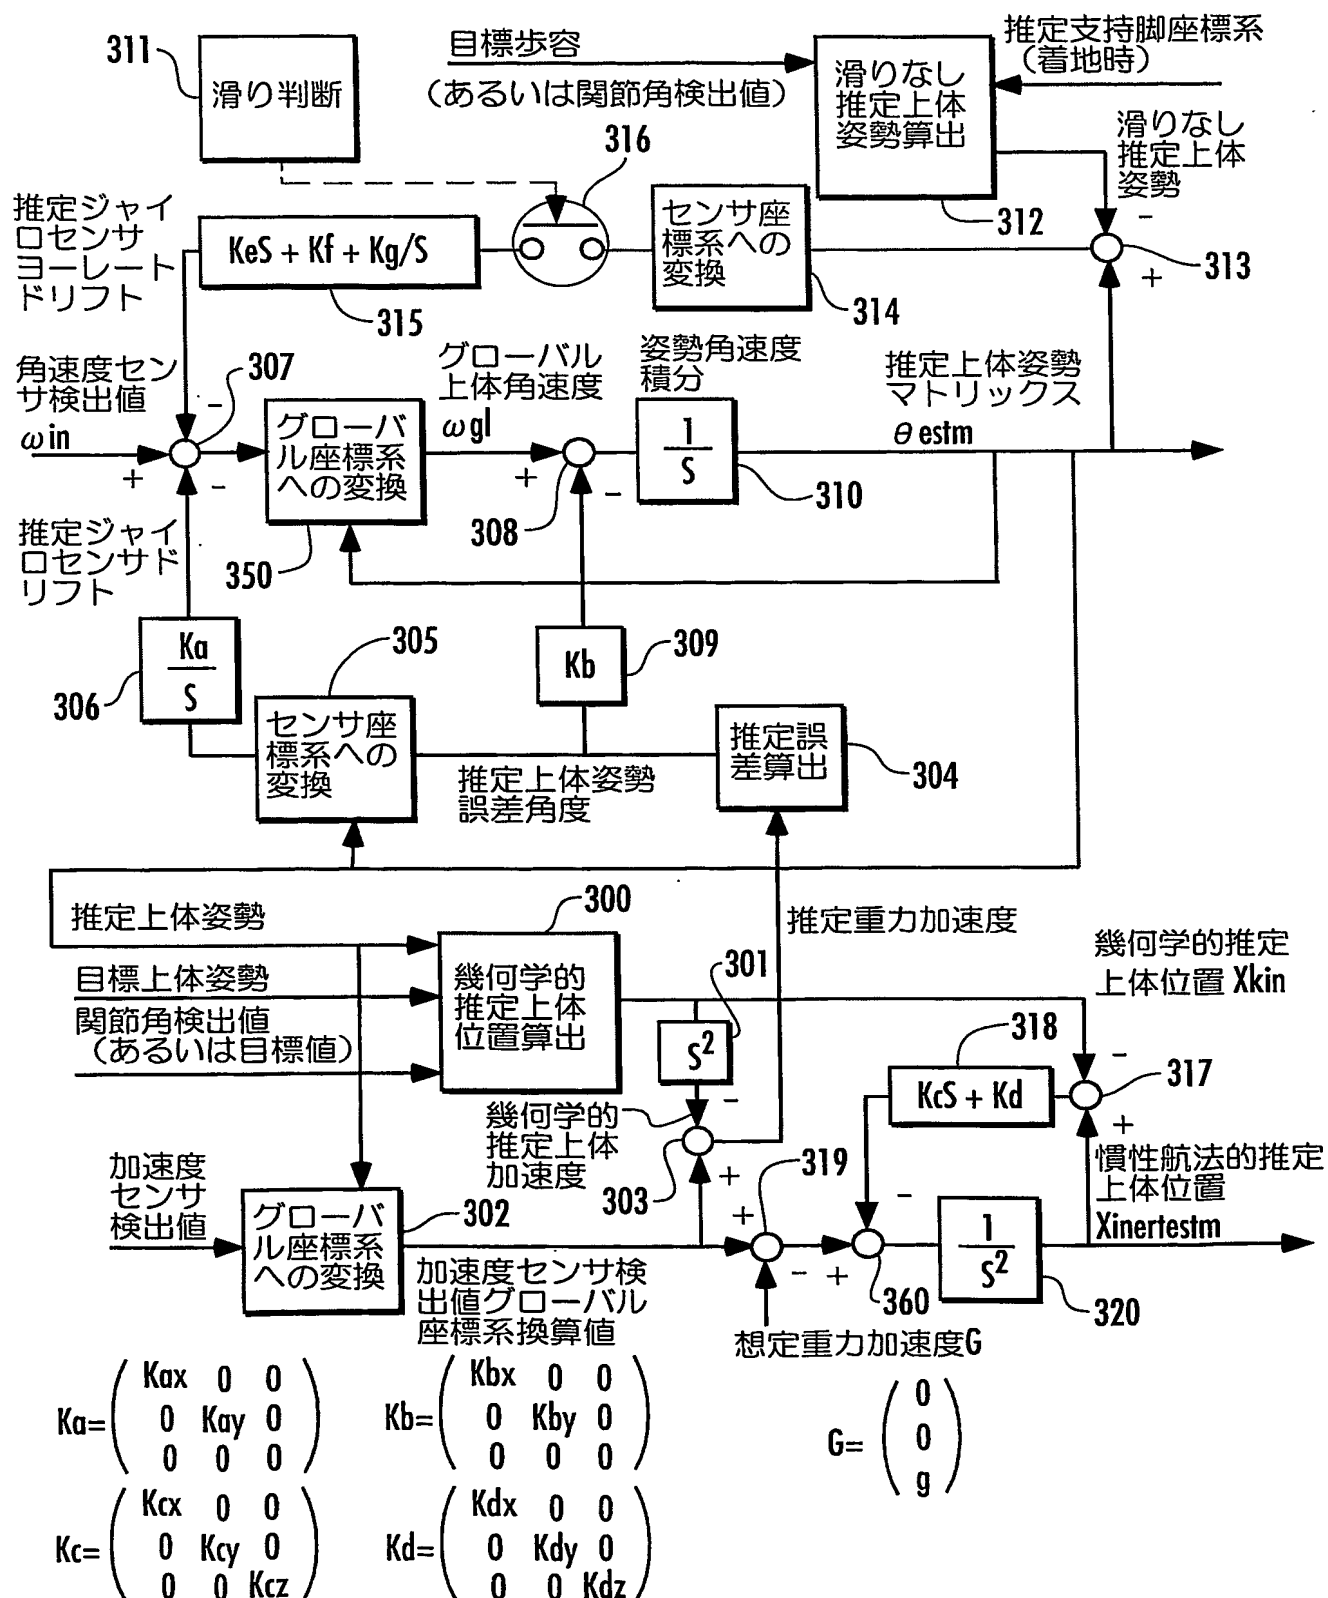 311
滑り判断
目標歩容
(あるいは関節角検出値)
滑りなし
推定上体
姿勢算出
312
推定支持脚座標系
(着地時)
滑りなし
推定上体
姿勢
316
センサ座
標系への
変換
314
-
313
+
推定ジャイ
ロセンサ
ヨーレート
ドリフト
KeS + Kf + Kg/S
315
角速度セン
サ検出値
ωin
+
-
-
307
グローバ
ル座標系
への変換
350
グローバル
上体角速度
ωgl
+
-
308
姿勢角速度
積分
1
S
310
推定上体姿勢
マトリックス
θestm
推定ジャイ
ロセンサド
リフト
Ka
S
306
305
センサ座
標系への
変換
Kb
309
推定上体姿勢
誤差角度
推定誤
差算出
304
推定上体姿勢
目標上体姿勢
関節角検出値
(あるいは目標値)
300
幾何学的
推定上体
位置算出
301
S2
推定重力加速度
幾何学的推定
上体位置 Xkin
318
KcS + Kd
-
317
+
幾何学的
推定上体
加速度
-
303
+
加速度
センサ
検出値
グローバ
ル座標系
への変換
302
加速度センサ検
出値グローバル
座標系換算値
319
+
-
想定重力加速度G
-
+
360
1
S2
320
慣性航法的推定
上体位置
Xinertestm
Ka=
Kax 0 0
0 Kay 0
0 0 0
Kb=
Kbx 0 0
0 Kby 0
0 0 0
G=
0
0
g
Kc=
Kcx 0 0
0 Kcy 0
0 0 Kcz
Kd=
Kdx 0 0
0 Kdy 0
0 0 Kdz